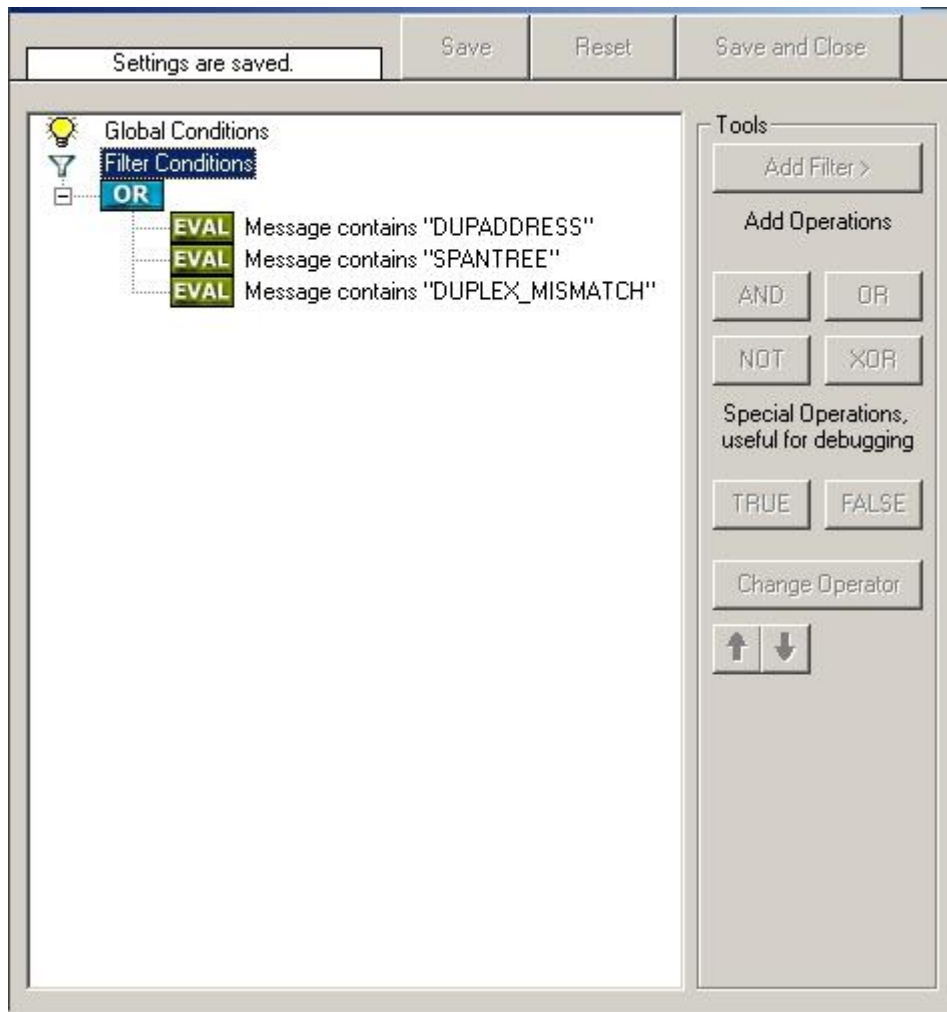 Settings are saved.
Save
Reset
Save and Close
Global Conditions
Filter Conditions
OR
EVAL Message contains "DUPADDRESS"
EVAL Message contains "SPANTREE"
EVAL Message contains "DUPLEX_MISMATCH"
Tools
Add Filter >
Add Operations
AND
OR
NOT
XOR
Special Operations,
useful for debugging
TRUE
FALSE
Change Operator